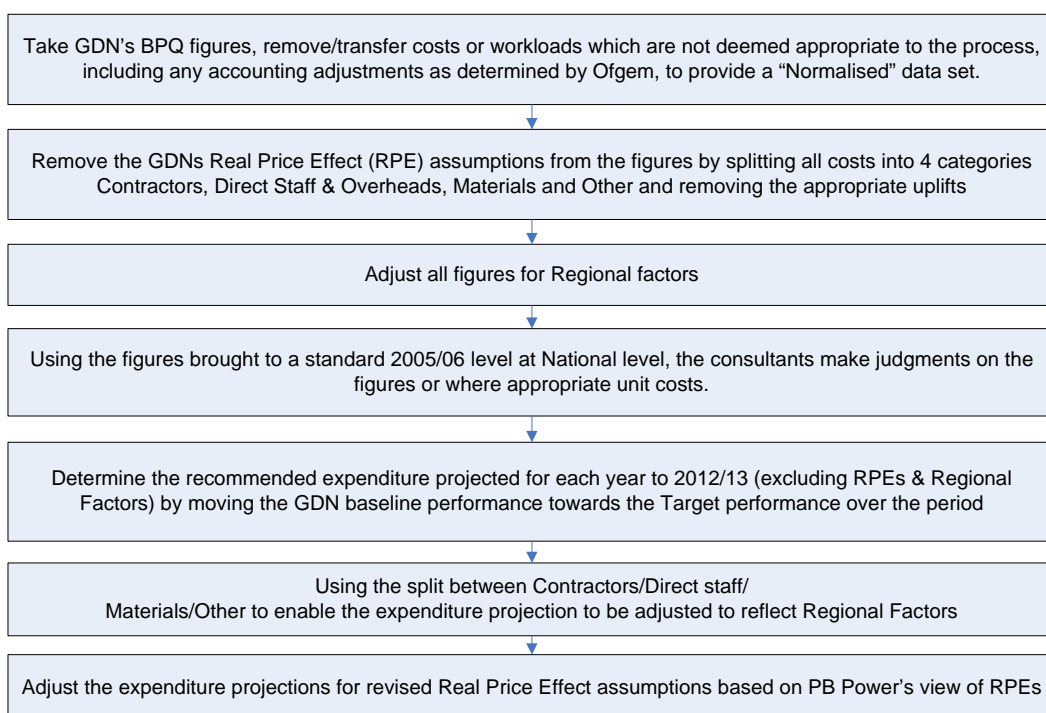 Take GDN's BPQ figures, remove/transfer costs or workloads which are not deemed appropriate to the process,
including any accounting adjustments as determined by Ofgem, to provide a “Normalised” data set.
Remove the GDNs Real Price Effect (RPE) assumptions from the figures by splitting all costs into 4 categories
Contractors, Direct Staff & Overheads, Materials and Other and removing the appropriate uplifts
Adjust all figures for Regional factors
Using the figures brought to a standard 2005/06 level at National level, the consultants make judgments on the
figures or where appropriate unit costs.
Determine the recommended expenditure projected for each year to 2012/13 (excluding RPEs & Regional
Factors) by moving the GDN baseline performance towards the Target performance over the period
Using the split between Contractors/Direct staff/
Materials/Other to enable the expenditure projection to be adjusted to reflect Regional Factors
Adjust the expenditure projections for revised Real Price Effect assumptions based on PB Power's view of RPEs